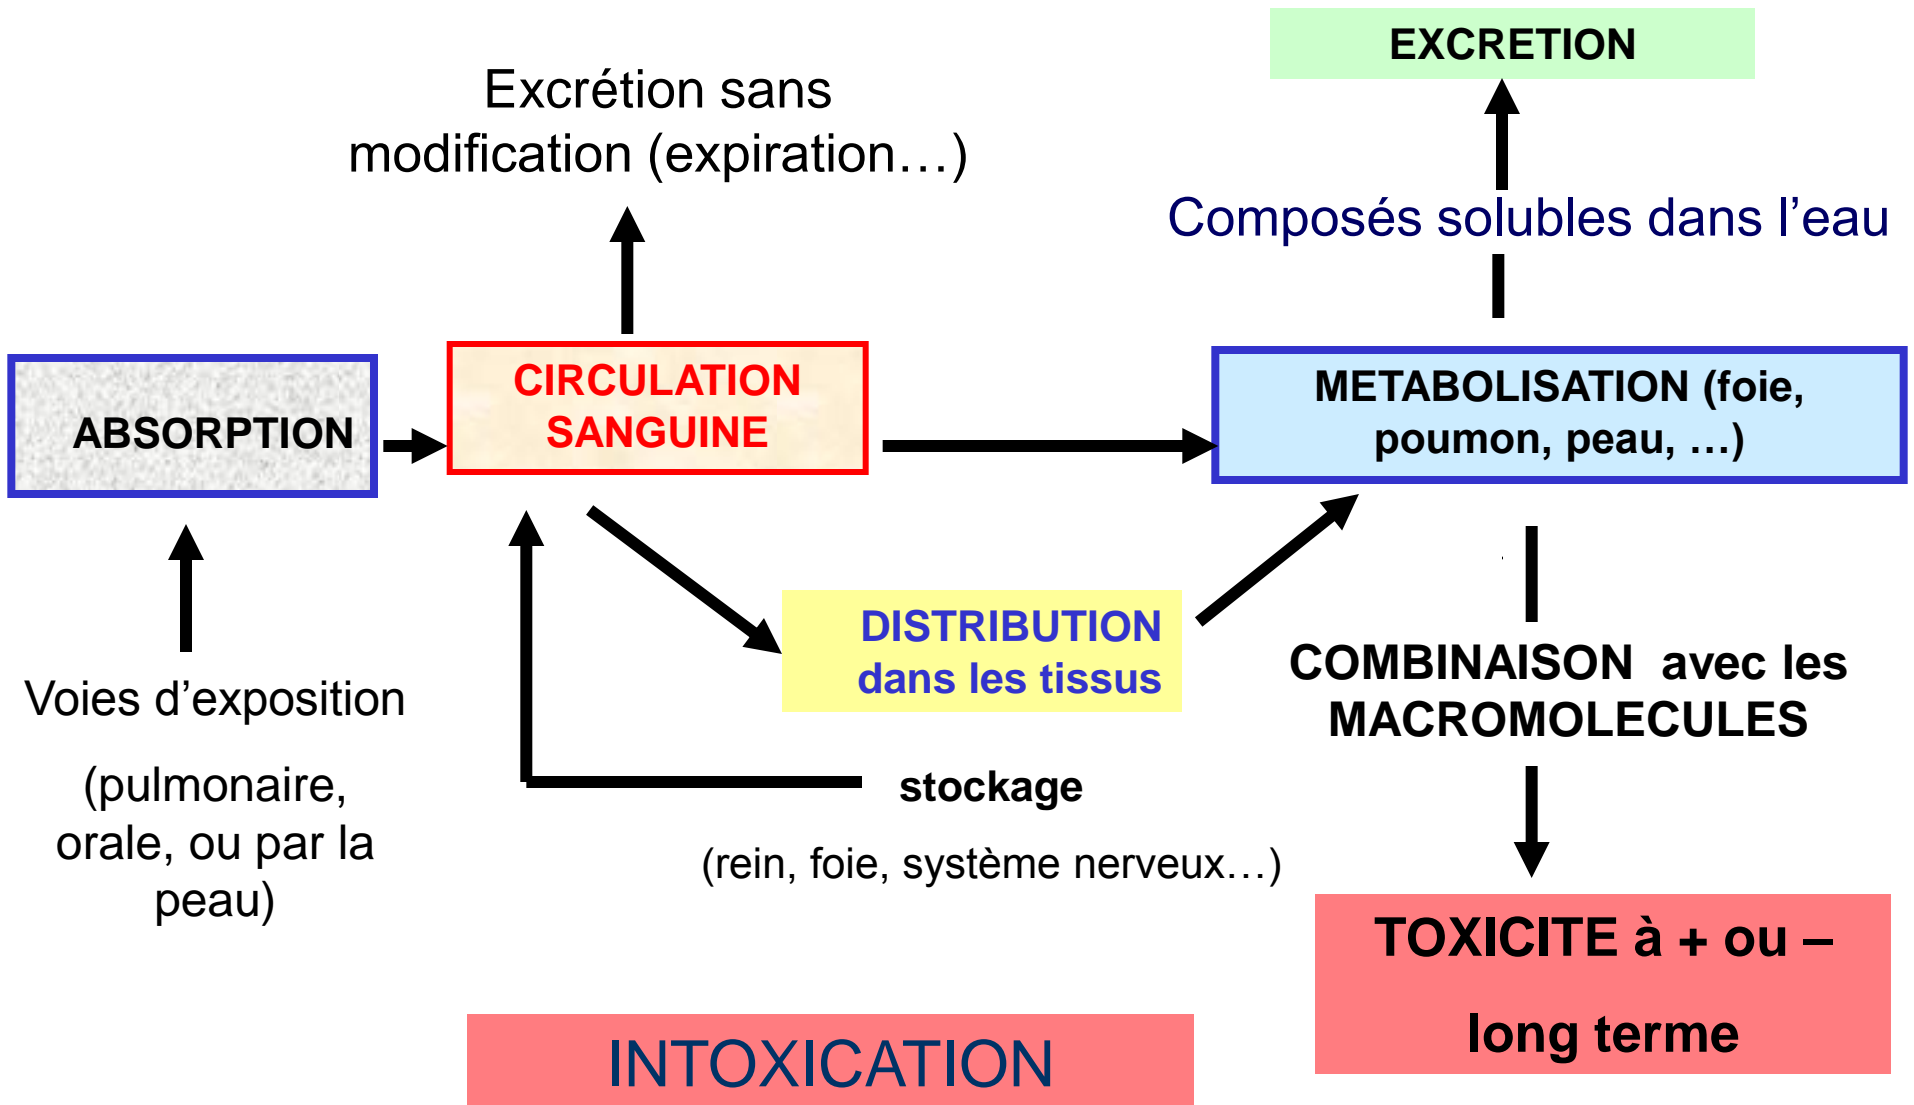 EXCRETION
Excrétion sans
modification (expiration…)
Composés solubles dans l’eau
ABSORPTION
CIRCULATION
SANGUINE
METABOLISATION (foie,
poumon, peau, …)
DISTRIBUTION
dans les tissus
Voies d’exposition
(pulmonaire,
orale, ou par la
peau)
stockage
(rein, foie, système nerveux…)
COMBINAISON avec les
MACROMOLECULES
TOXICITE à + ou –
long terme
INTOXICATION